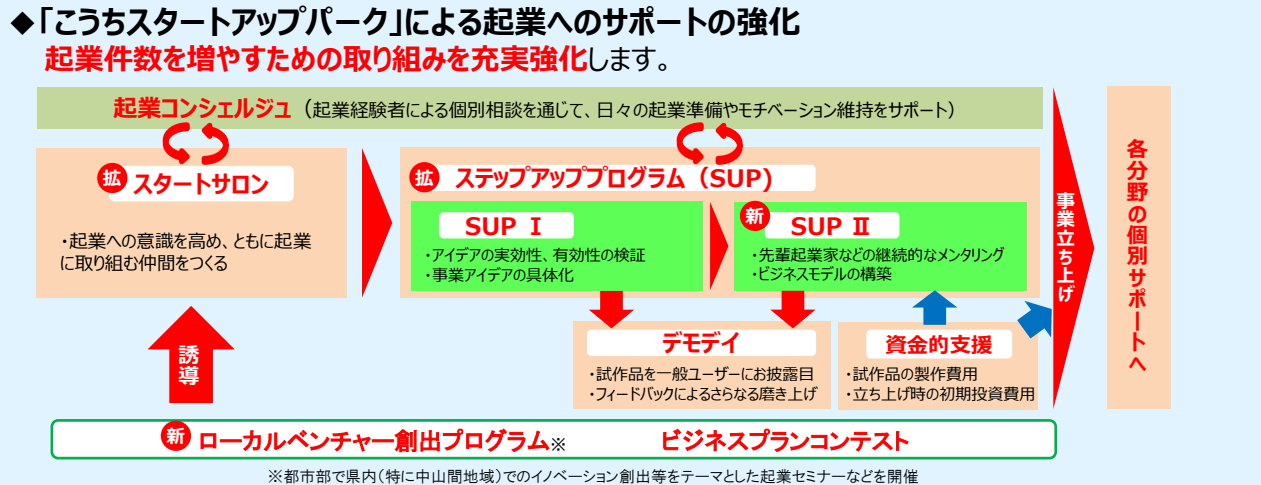 ◆「こうちスタートアップパーク」による起業へのサポートの強化
起業件数を増やすための取り組みを充実強化します。
起業コンシェルジュ（起業経験者による個別相談を通じて、日々の起業準備やモチベーション維持をサポート）
拡 スタートサロン
・起業への意識を高め、ともに起業
に取り組む仲間をつくる
拡 ステップアッププログラム（SUP）
SUP Ⅰ
・アイデアの実効性、有効性の検証
・事業アイデアの具体化
新 SUP Ⅱ
・先輩起業家などの継続的なメンタリング
・ビジネスモデルの構築
事業立ち上げ
各分野の個別サポートへ
デモデイ
・試作品を一般ユーザーにお披露目
・フィードバックによるさらなる磨き上げ
資金的支援
・試作品の製作費用
・立ち上げ時の初期投資費用
誘導
新 ローカルベンチャー創出プログラム※ ビジネスプランコンテスト
※都市部で県内（特に中山間地域）でのイノベーション創出等をテーマとした起業セミナーなどを開催